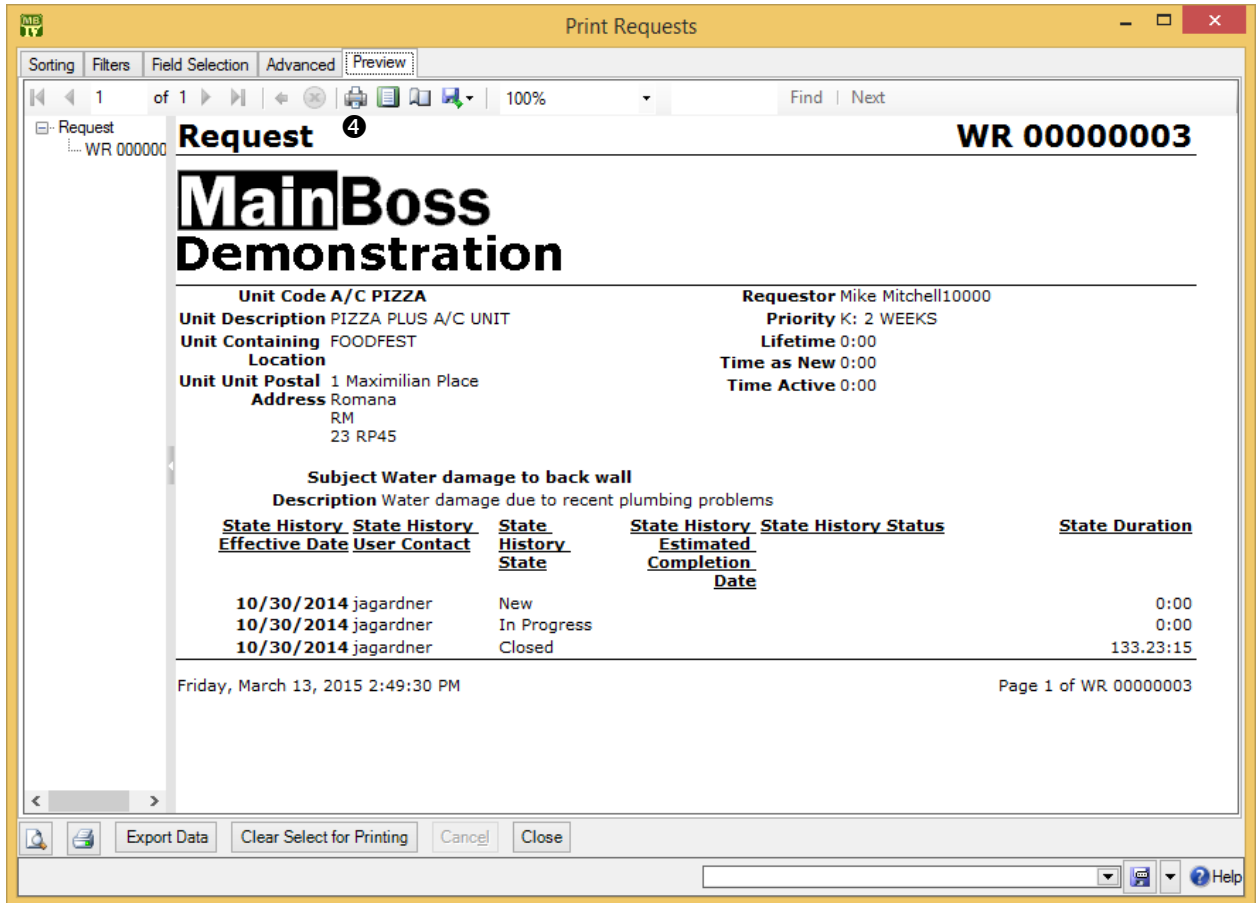 MB
TV
Print Requests
Sorting Filters Field Selection Advanced Preview
1 of 1 100% Find | Next
Request
WR 000000
❹
Request WR 00000003
MainBoss
Demonstration
Unit Code A/C PIZZA Requestor Mike Mitchell10000
Unit Description PIZZA PLUS A/C UNIT Priority K: 2 WEEKS
Unit Containing FOODFEST Lifetime 0:00
Location Time as New 0:00
Unit Unit Postal 1 Maximilian Place Time Active 0:00
Address Romana
RM
23 RP45
Subject Water damage to back wall
Description Water damage due to recent plumbing problems
State History State History State State History State History Status State Duration
Effective Date User Contact History Estimated
State Completion
Date
10/30/2014 jagardner New 0:00
10/30/2014 jagardner In Progress 0:00
10/30/2014 jagardner Closed 133.23:15
Friday, March 13, 2015 2:49:30 PM Page 1 of WR 00000003
Export Data Clear Select for Printing Cancel Close
Help